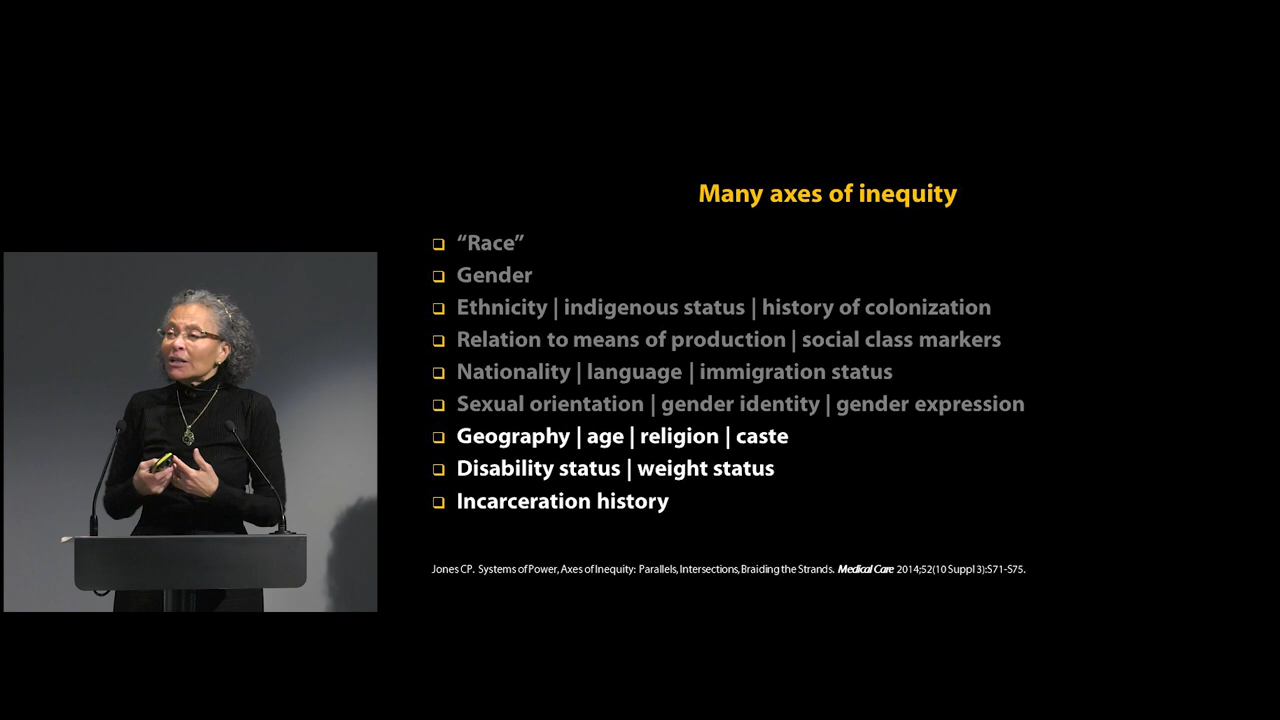 Many axes of inequity
❏ “Race”
❏ Gender
❏ Ethnicity | indigenous status | history of colonization
❏ Relation to means of production | social class markers
❏ Nationality | language | immigration status
❏ Sexual orientation | gender identity | gender expression
❏ Geography | age | religion | caste
❏ Disability status | weight status
❏ Incarceration history
Jones CP. Systems of Power, Axes of Inequity: Parallels, Intersections, Braiding the Strands. Medical Care 2014;52(10 Suppl 3):S71-S75.